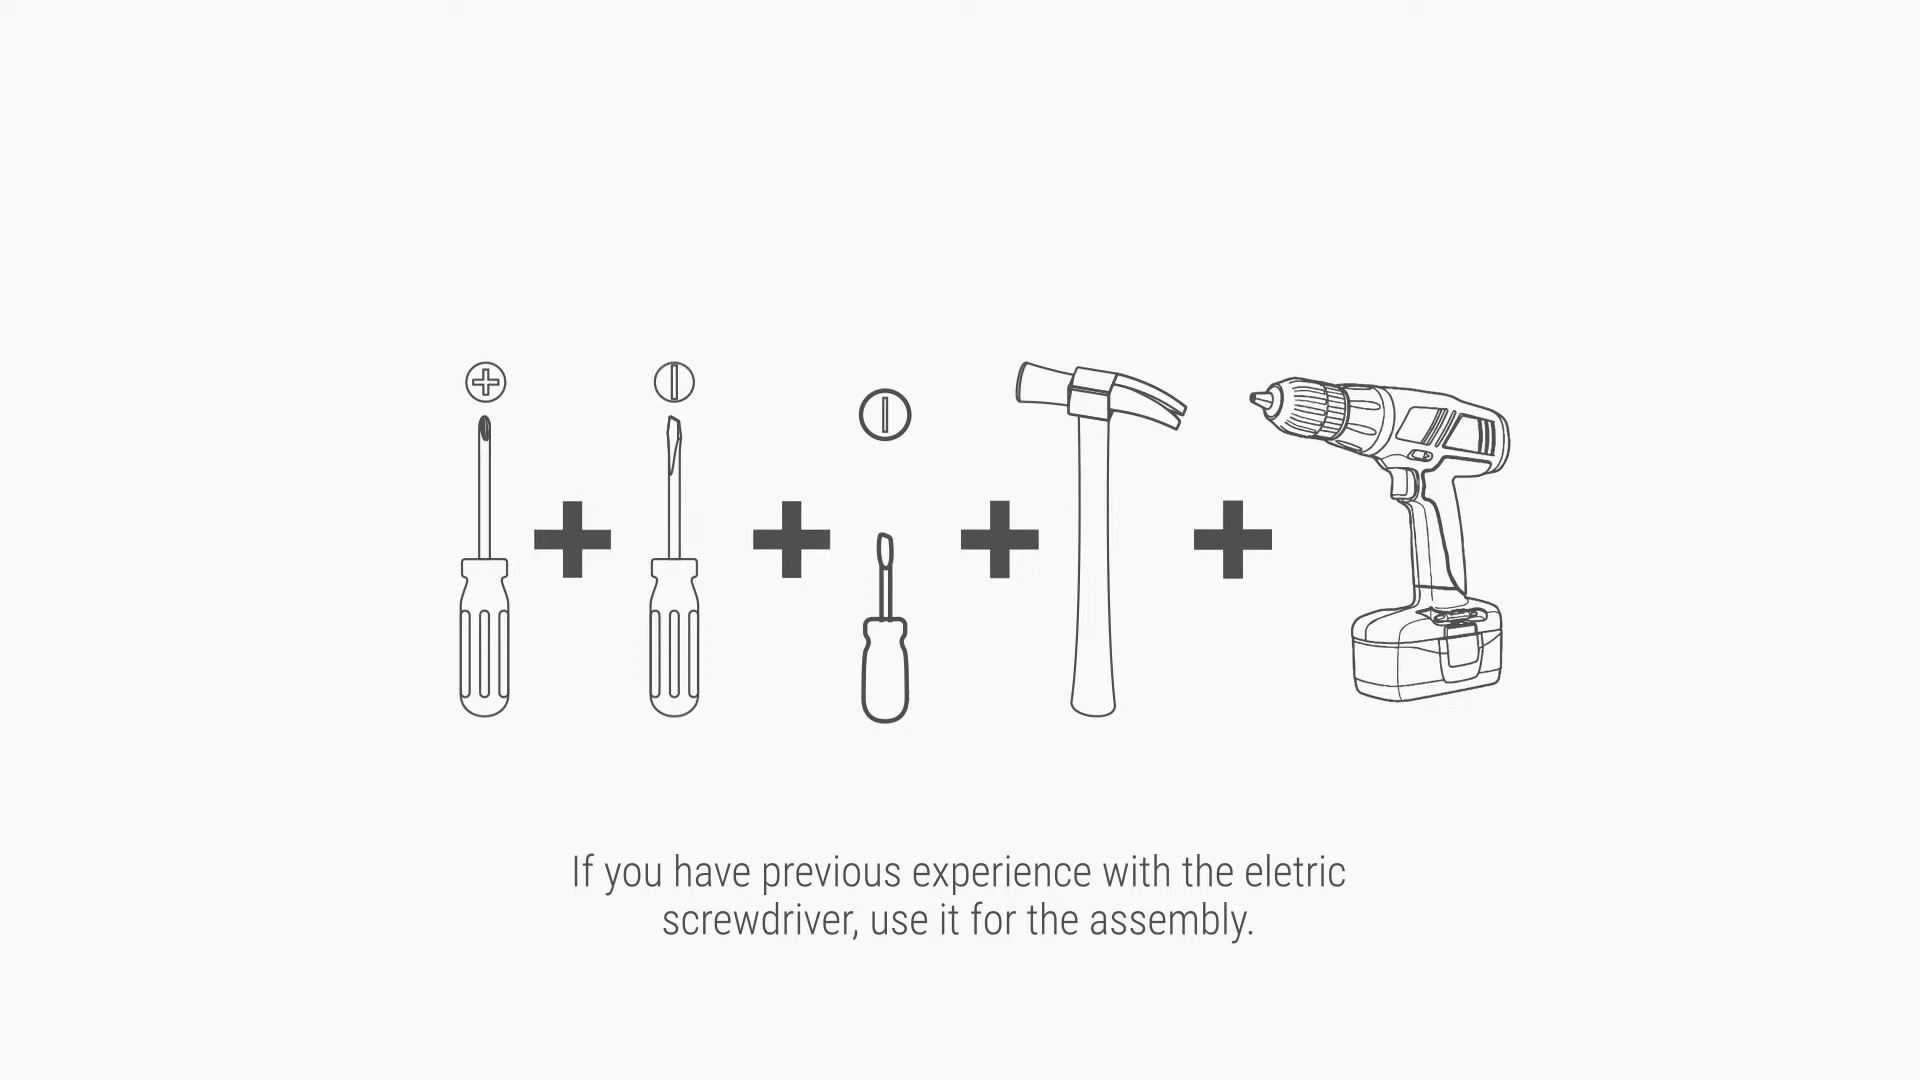 If you have previous experience with the eletric
screwdriver, use it for the assembly.